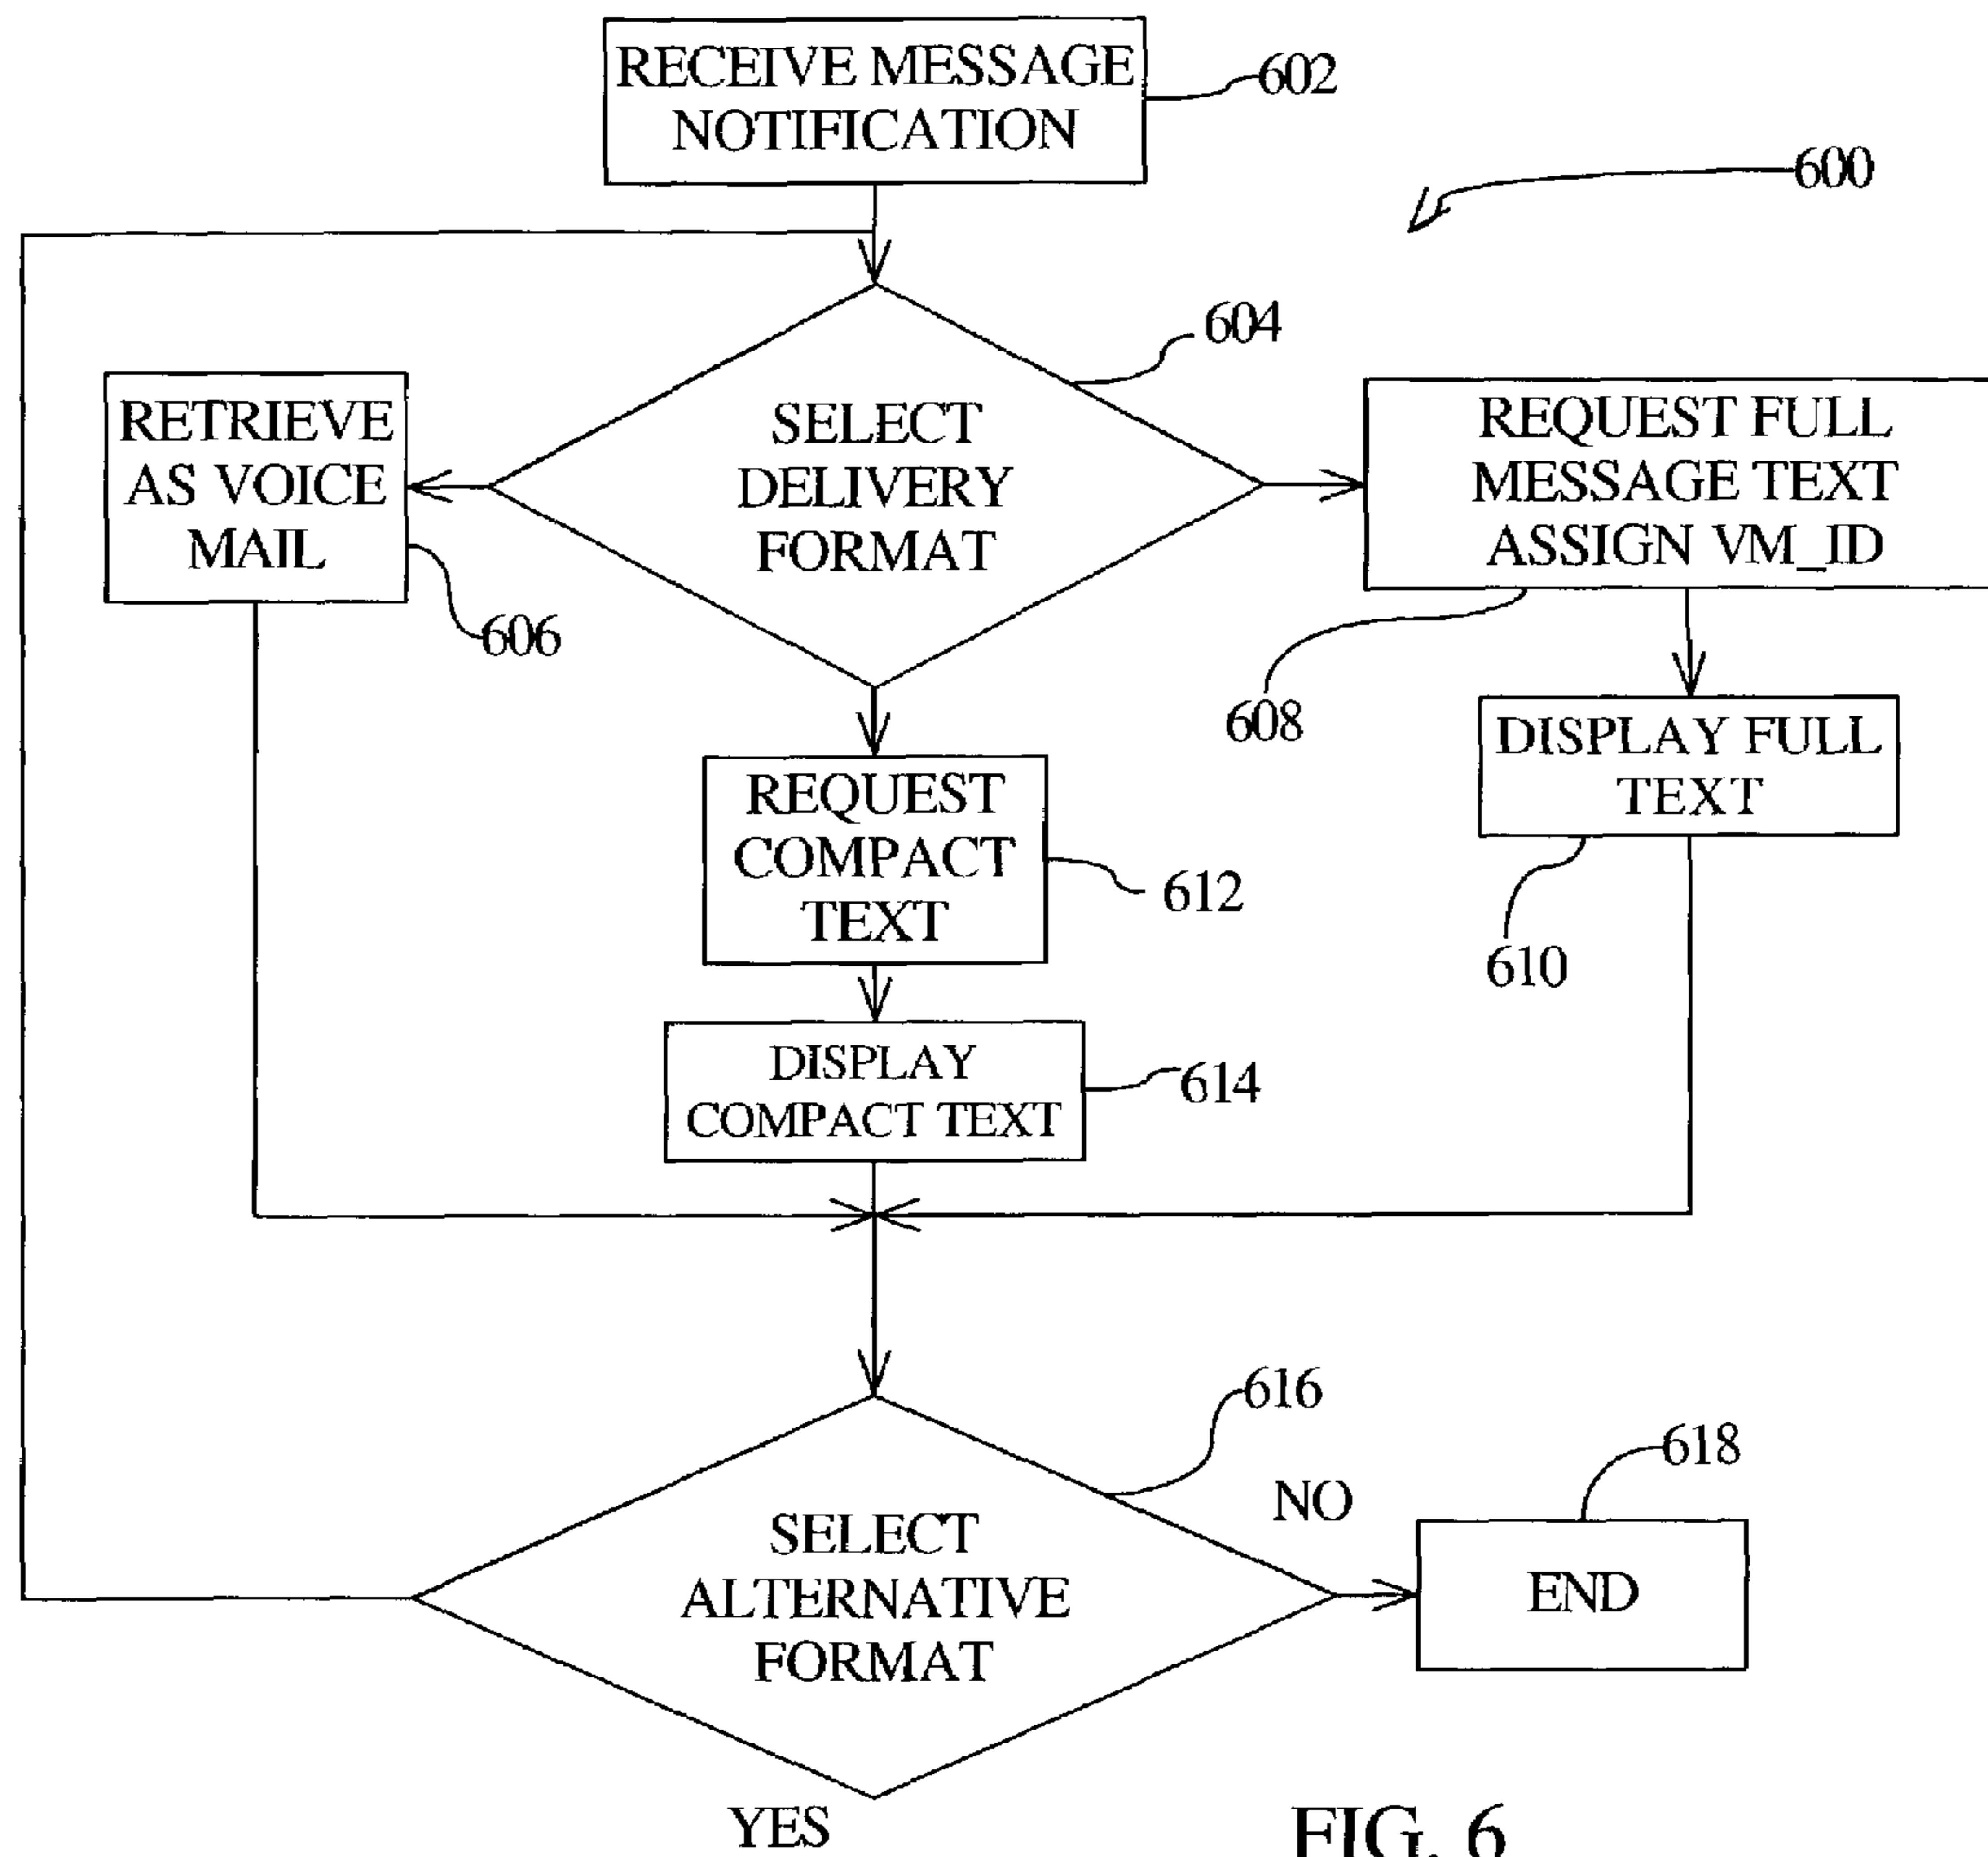 RECEIVE MESSAGE
NOTIFICATION
602
600
604
RETRIEVE
AS VOICE
MAIL
606
SELECT
DELIVERY
FORMAT
REQUEST FULL
MESSAGE TEXT
ASSIGN VM_ID
608
DISPLAY FULL
TEXT
610
REQUEST
COMPACT
TEXT
612
DISPLAY
COMPACT TEXT
614
616
SELECT
ALTERNATIVE
FORMAT
NO
618
END
YES
FIG. 6